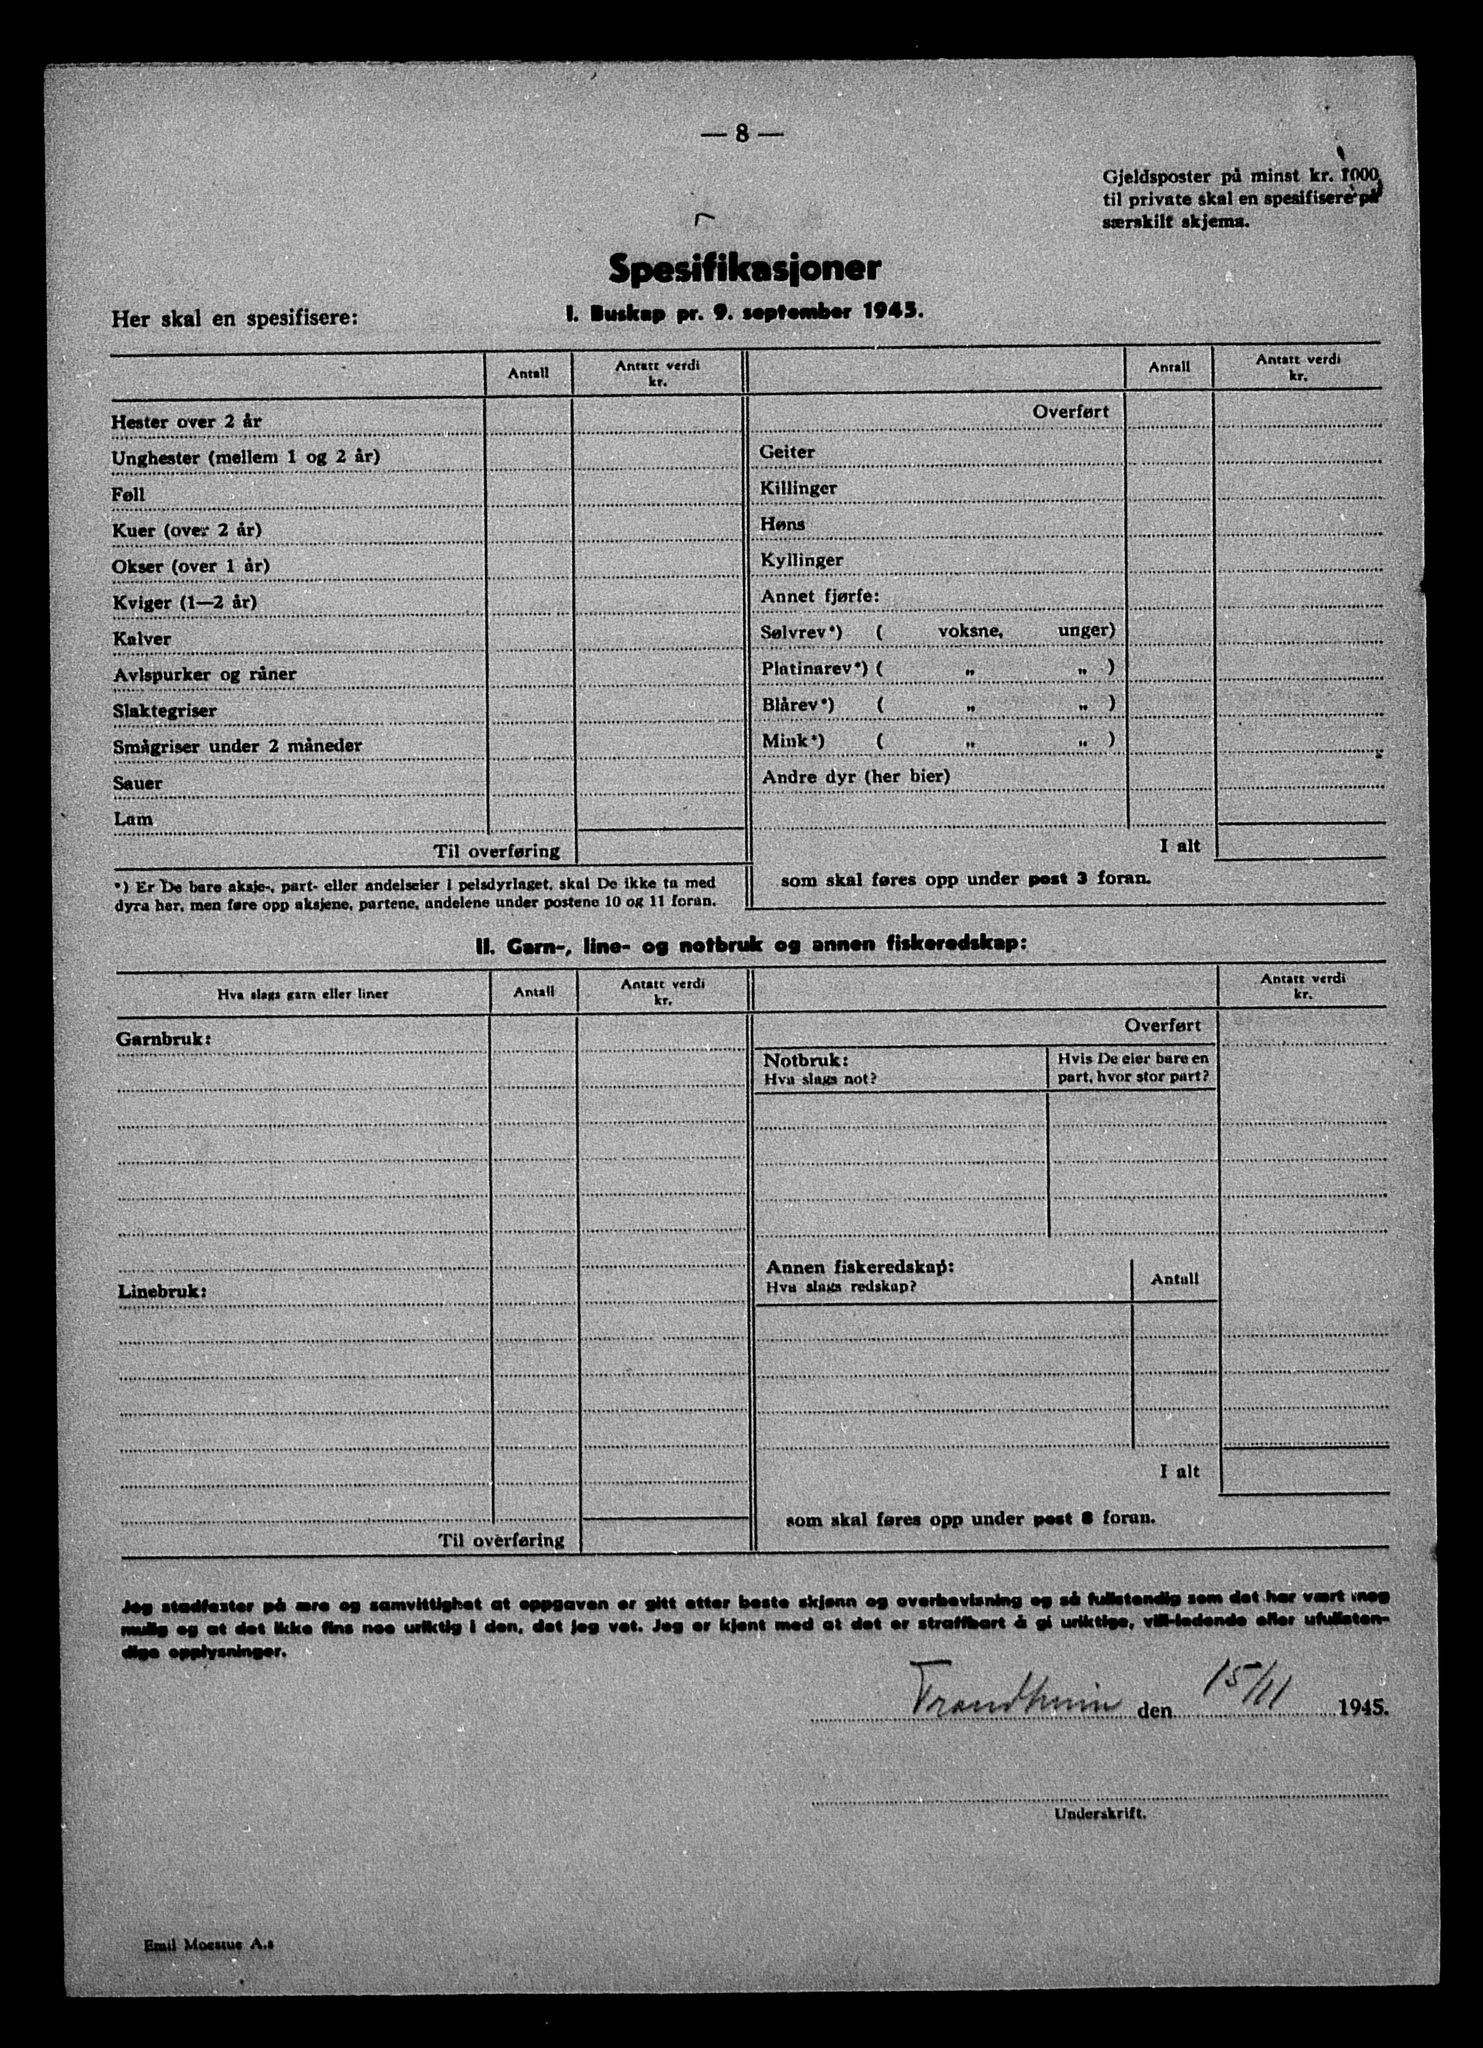 — 8 —
Gjeldsposter på minst kr. 1000
til private skal en spesifisere på
særskilt skjema.
Spesifikasjoner
Her skal en spesifisere:
I. Buskap pr. 9. september 1945.
Antall
Antatt verdi
kr.
Hester over 2 år
Unghester (mellem 1 og 2 år)
Føll
Kuer (over 2 år)
Okser (over 1 år)
Kviger (1—2 år)
Kalver
Avlspurker og råner
Slaktegriser
Smågriser under 2 måneder
Sauer
Lam
Til overføring
*) Er De bare aksje-, part- eller andelseier i pelsdyrlaget, skal De ikke ta med
dyra her, men føre opp aksjene, partene, andelene under postene 10 og 11 foran.
Antall
Antatt verdi
kr.
Overført
Geiter
Killinger
Høns
Kyllinger
Annet fjørfe:
Sølvrev*) ( voksne, unger)
Platinarev*) ( „ „ )
Blårev*) ( „ „ )
Mink*) ( „ „ )
Andre dyr (her bier)
I alt
som skal føres opp under post 3 foran.
II. Garn-, line- og notbruk og annen fiskeredskap:
Hva slags garn eller liner
Antall
Antatt verdi
kr.
Garnbruk:
Linebruk:
Til overføring
Antatt verdi
kr.
Overført
Notbruk:
Hva slags not?
Hvis De eier bare en
part, hvor stor part?
Annen fiskeredskap:
Hva slags redskap?
Antall
I alt
som skal føres opp under post 8 foran.
Jeg stadfester på ære og samvittighet at oppgaven er gitt etter beste skjønn og overbevisning og så fullstendig som det har vært meg
mulig og at det ikke fins noe uriktig i den, det jeg vet. Jeg er kjent med at det er straffbart å gi uriktige, vill-ledende eller ufullsten-
dige opplysninger.
Trondheim den 15/11 1945.
Underskrift.
Emil Moestue A.s